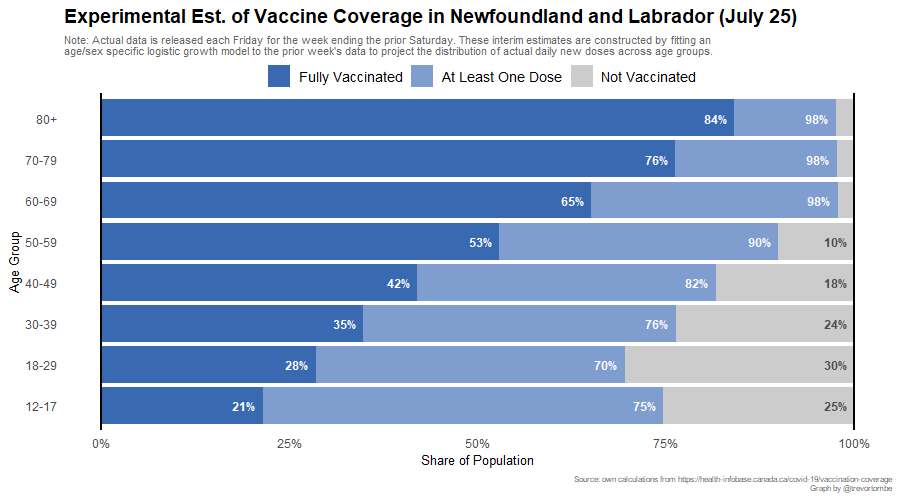 Experimental Est. of Vaccine Coverage in Newfoundland and Labrador (July 25)
Note: Actual data is released each Friday for the week ending the prior Saturday. These interim estimates are constructed by fitting an
age/sex specific logistic growth model to the prior week's data to project the distribution of actual daily new doses across age groups.
Fully Vaccinated At Least One Dose Not Vaccinated
80+ 84% 98%
70-79 76% 98%
60-69 65% 98%
50-59 53% 90% 10%
Age Group
40-49 42% 82% 18%
30-39 35% 76% 24%
18-29 28% 70% 30%
12-17 21% 75% 25%
0% 25% 50% 75% 100%
Share of Population
Source: own calculations from https://health-infobase.canada.ca/covid-19/vaccination-coverage
Graph by @trevortombe